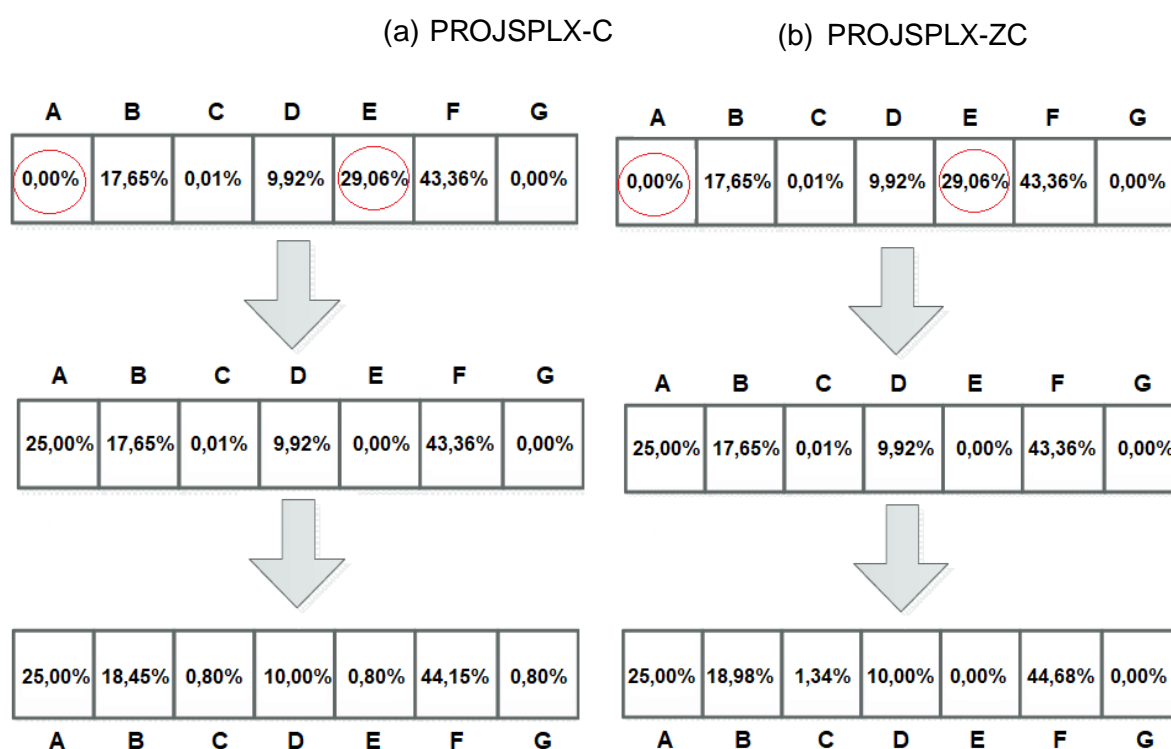 (a) PROJSPLX-C
(b) PROJSPLX-ZC
A B C D E F G
0,00% 17,65% 0,01% 9,92% 29,06% 43,36% 0,00%
A B C D E F G
25,00% 17,65% 0,01% 9,92% 0,00% 43,36% 0,00%
25,00% 18,45% 0,80% 10,00% 0,80% 44,15% 0,80%
A B C D E F G
A B C D E F G
0,00% 17,65% 0,01% 9,92% 29,06% 43,36% 0,00%
A B C D E F G
25,00% 17,65% 0,01% 9,92% 0,00% 43,36% 0,00%
25,00% 18,98% 1,34% 10,00% 0,00% 44,68% 0,00%
A B C D E F G